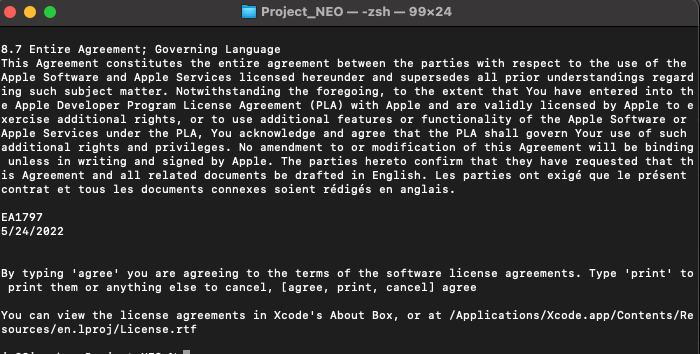 Project_NEO — -zsh — 99×24
8.7 Entire Agreement; Governing Language
This Agreement constitutes the entire agreement between the parties with respect to the use of the
Apple Software and Apple Services licensed hereunder and supersedes all prior understandings regard
ing such subject matter. Notwithstanding the foregoing, to the extent that You have entered into th
e Apple Developer Program License Agreement (PLA) with Apple and are validly licensed by Apple to e
xercise additional rights, or to use additional features or functionality of the Apple Software or
Apple Services under the PLA, You acknowledge and agree that the PLA shall govern Your use of such
additional rights and privileges. No amendment to or modification of this Agreement will be binding
unless in writing and signed by Apple. The parties hereto confirm that they have requested that th
is Agreement and all related documents be drafted in English. Les parties ont exigé que le présent
contrat et tous les documents connexes soient rédigés en anglais.
EA1797
5/24/2022
By typing 'agree' you are agreeing to the terms of the software license agreements. Type 'print' to
print them or anything else to cancel, [agree, print, cancel] agree
You can view the license agreements in Xcode's About Box, or at /Applications/Xcode.app/Contents/Re
sources/en.lproj/License.rtf